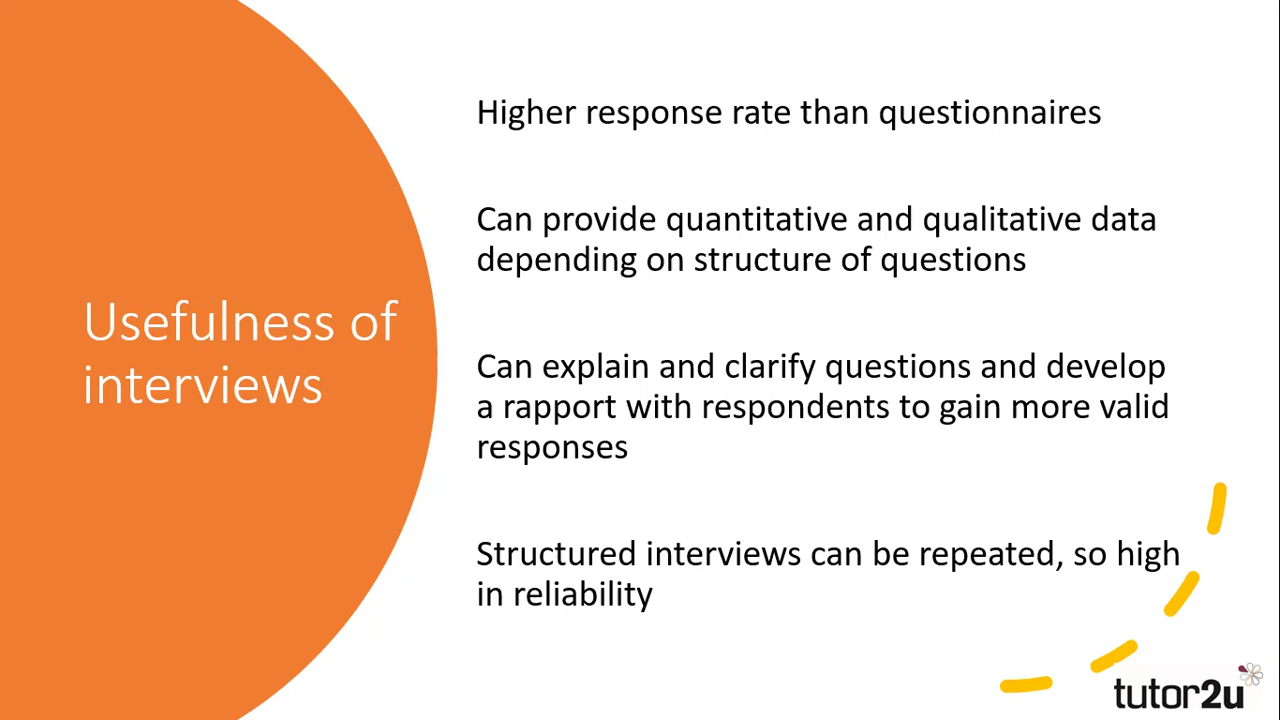 Usefulness of
interviews
Higher response rate than questionnaires
Can provide quantitative and qualitative data
depending on structure of questions
Can explain and clarify questions and develop
a rapport with respondents to gain more valid
responses
Structured interviews can be repeated, so high
in reliability
tutor2u